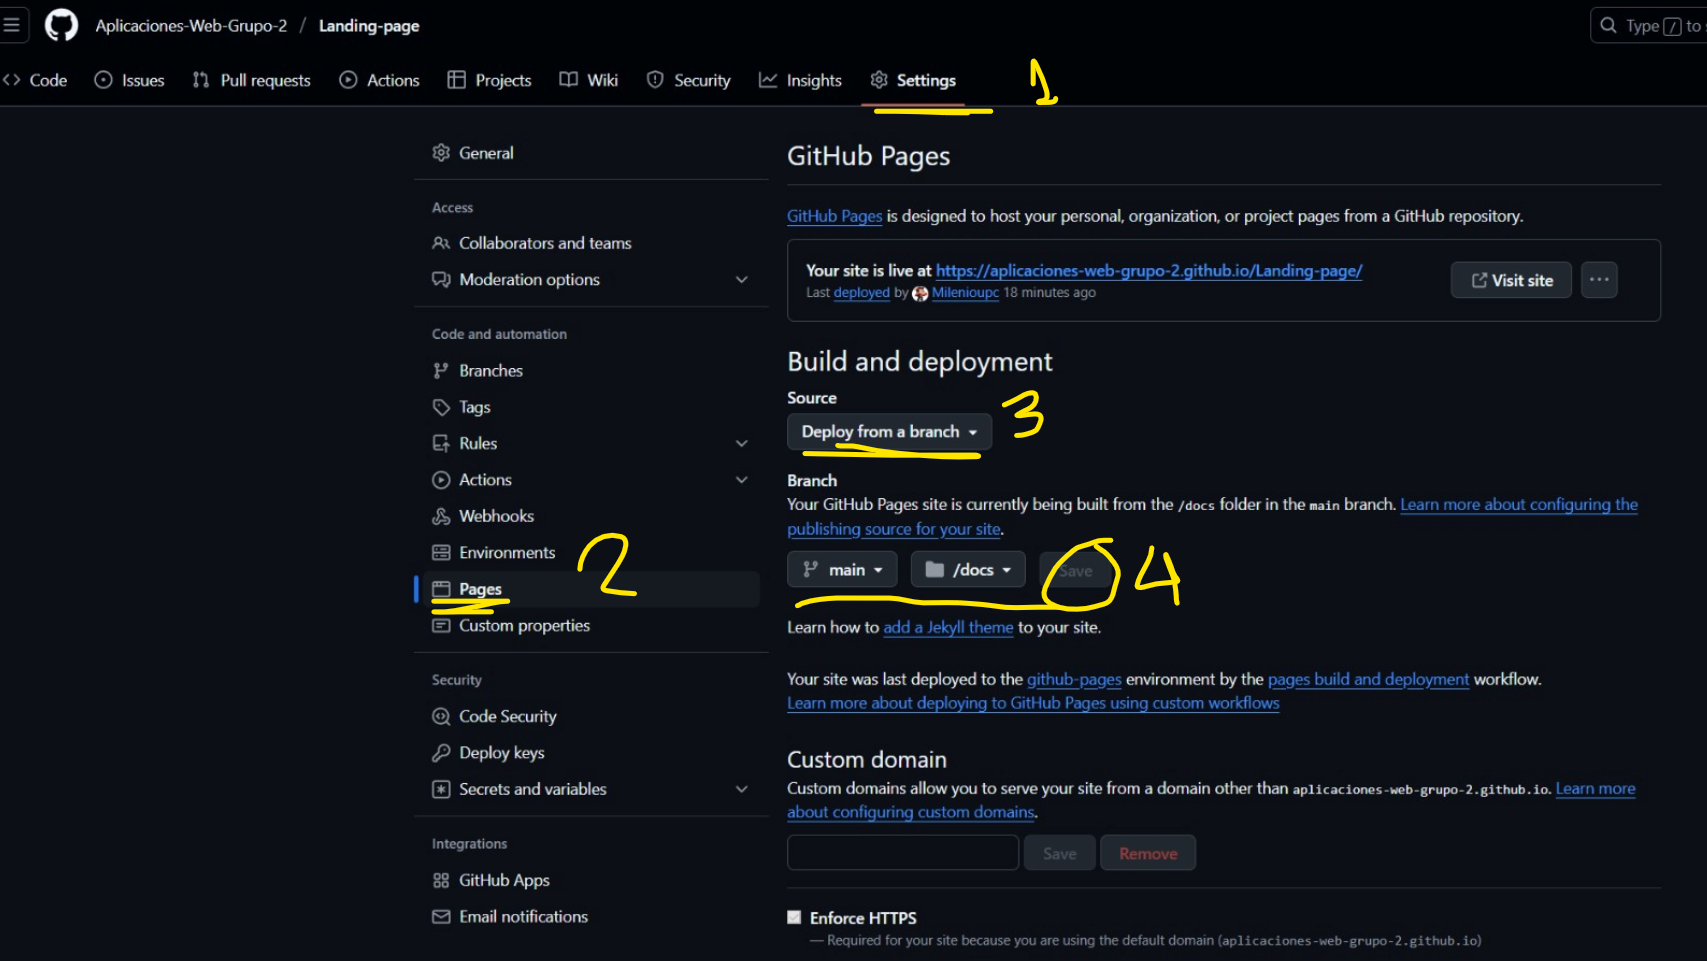 Aplicaciones-Web-Grupo-2 / Landing-page
Type / to
Code Issues Pull requests Actions Projects Wiki Security Insights Settings
1
General
Access
Collaborators and teams
Moderation options
Code and automation
Branches
Tags
Rules
Actions
Webhooks
Environments
Pages
2
Custom properties
Security
Code Security
Deploy keys
Secrets and variables
Integrations
GitHub Apps
Email notifications
GitHub Pages
GitHub Pages is designed to host your personal, organization, or project pages from a GitHub repository.
Your site is live at https://aplicaciones-web-grupo-2.github.io/Landing-page/
Last deployed by Milenioupc 18 minutes ago
Visit site
Build and deployment
Source
Deploy from a branch
3
Branch
Your GitHub Pages site is currently being built from the /docs folder in the main branch. Learn more about configuring the
publishing source for your site.
main /docs Save
4
Learn how to add a Jekyll theme to your site.
Your site was last deployed to the github-pages environment by the pages build and deployment workflow.
Learn more about deploying to GitHub Pages using custom workflows
Custom domain
Custom domains allow you to serve your site from a domain other than aplicaciones-web-grupo-2.github.io. Learn more
about configuring custom domains.
Save Remove
Enforce HTTPS
— Required for your site because you are using the default domain (aplicaciones-web-grupo-2.github.io)